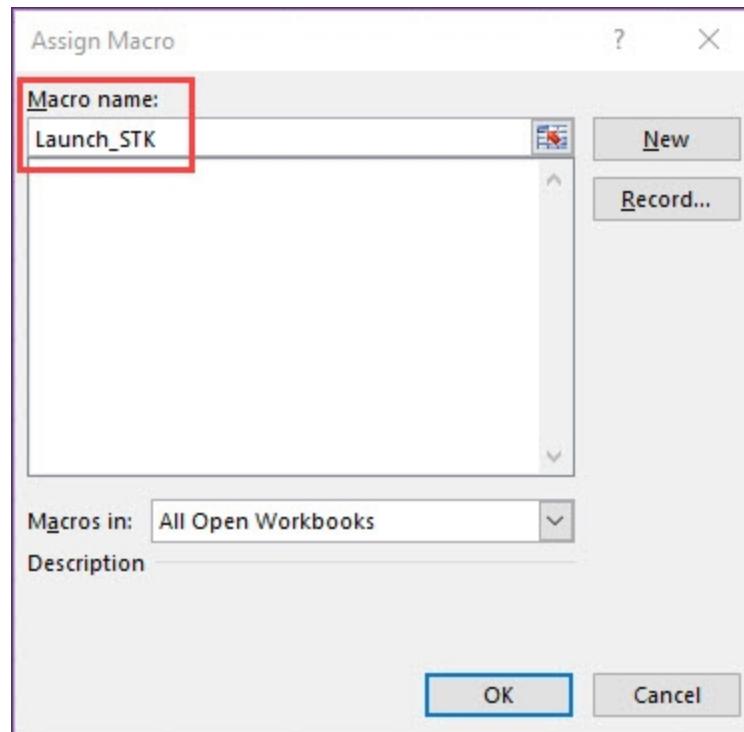 Assign Macro ?
Macro name:
Launch_STK
New
Record...
Macros in: All Open Workbooks
Description
OK Cancel